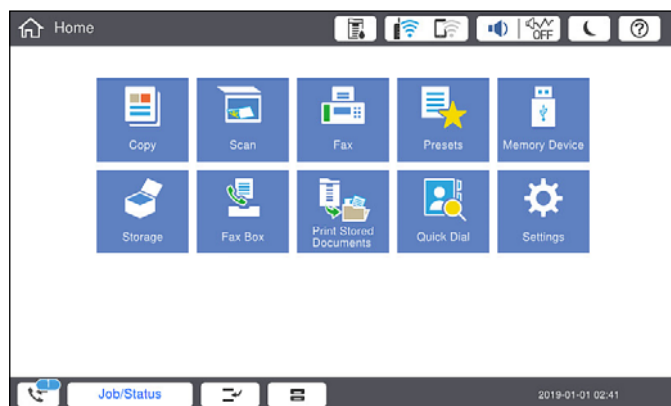 Home
OFF
Copy
Scan
Fax
Presets
Memory Device
Storage
Fax Box
Print Stored
Documents
Quick Dial
Settings
1
Job/Status
2019-01-01 02:41